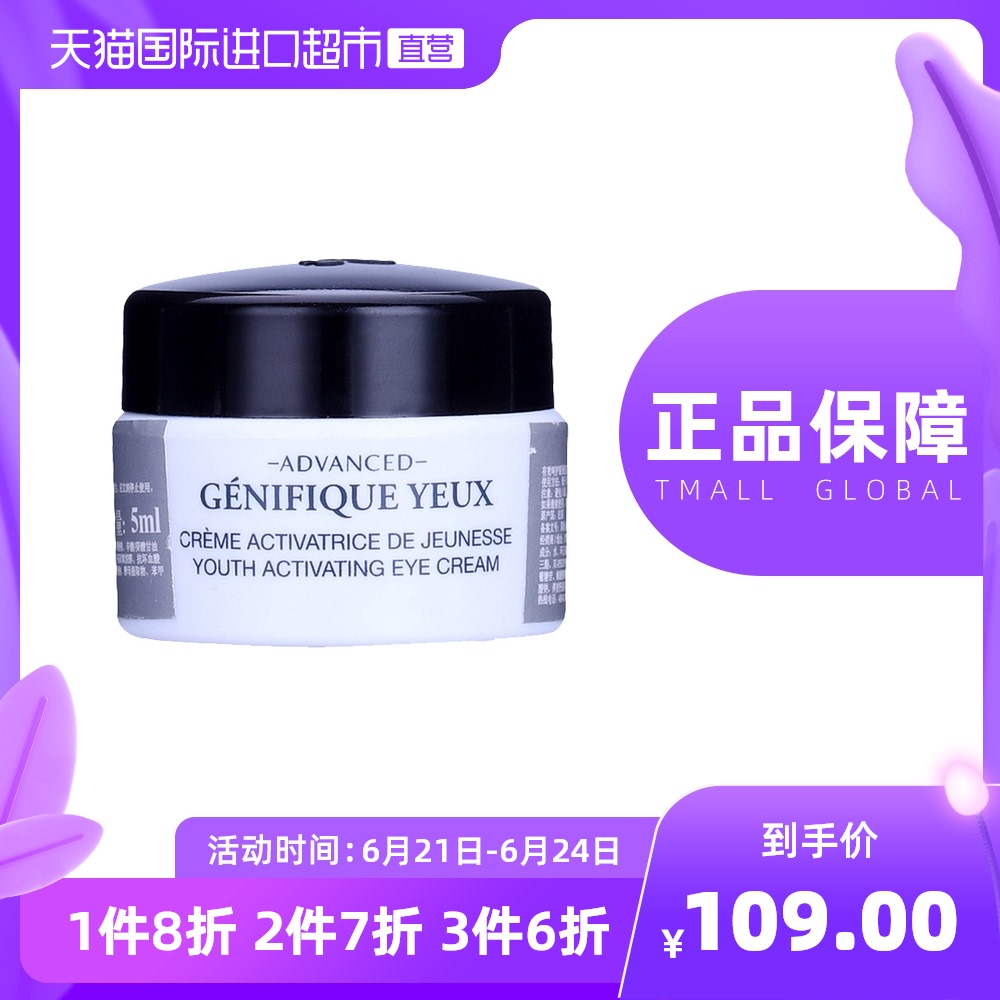 天猫国际进口超市 直营
正品保障
TMALL GLOBAL
-ADVANCED-
GÉNIFIQUE YEUX
CRÈME ACTIVATRICE DE JEUNESSE
YOUTH ACTIVATING EYE CREAM
5ml
活动时间:6月21日-6月24日
1件8折 2件7折 3件6折
到手价
¥109.00